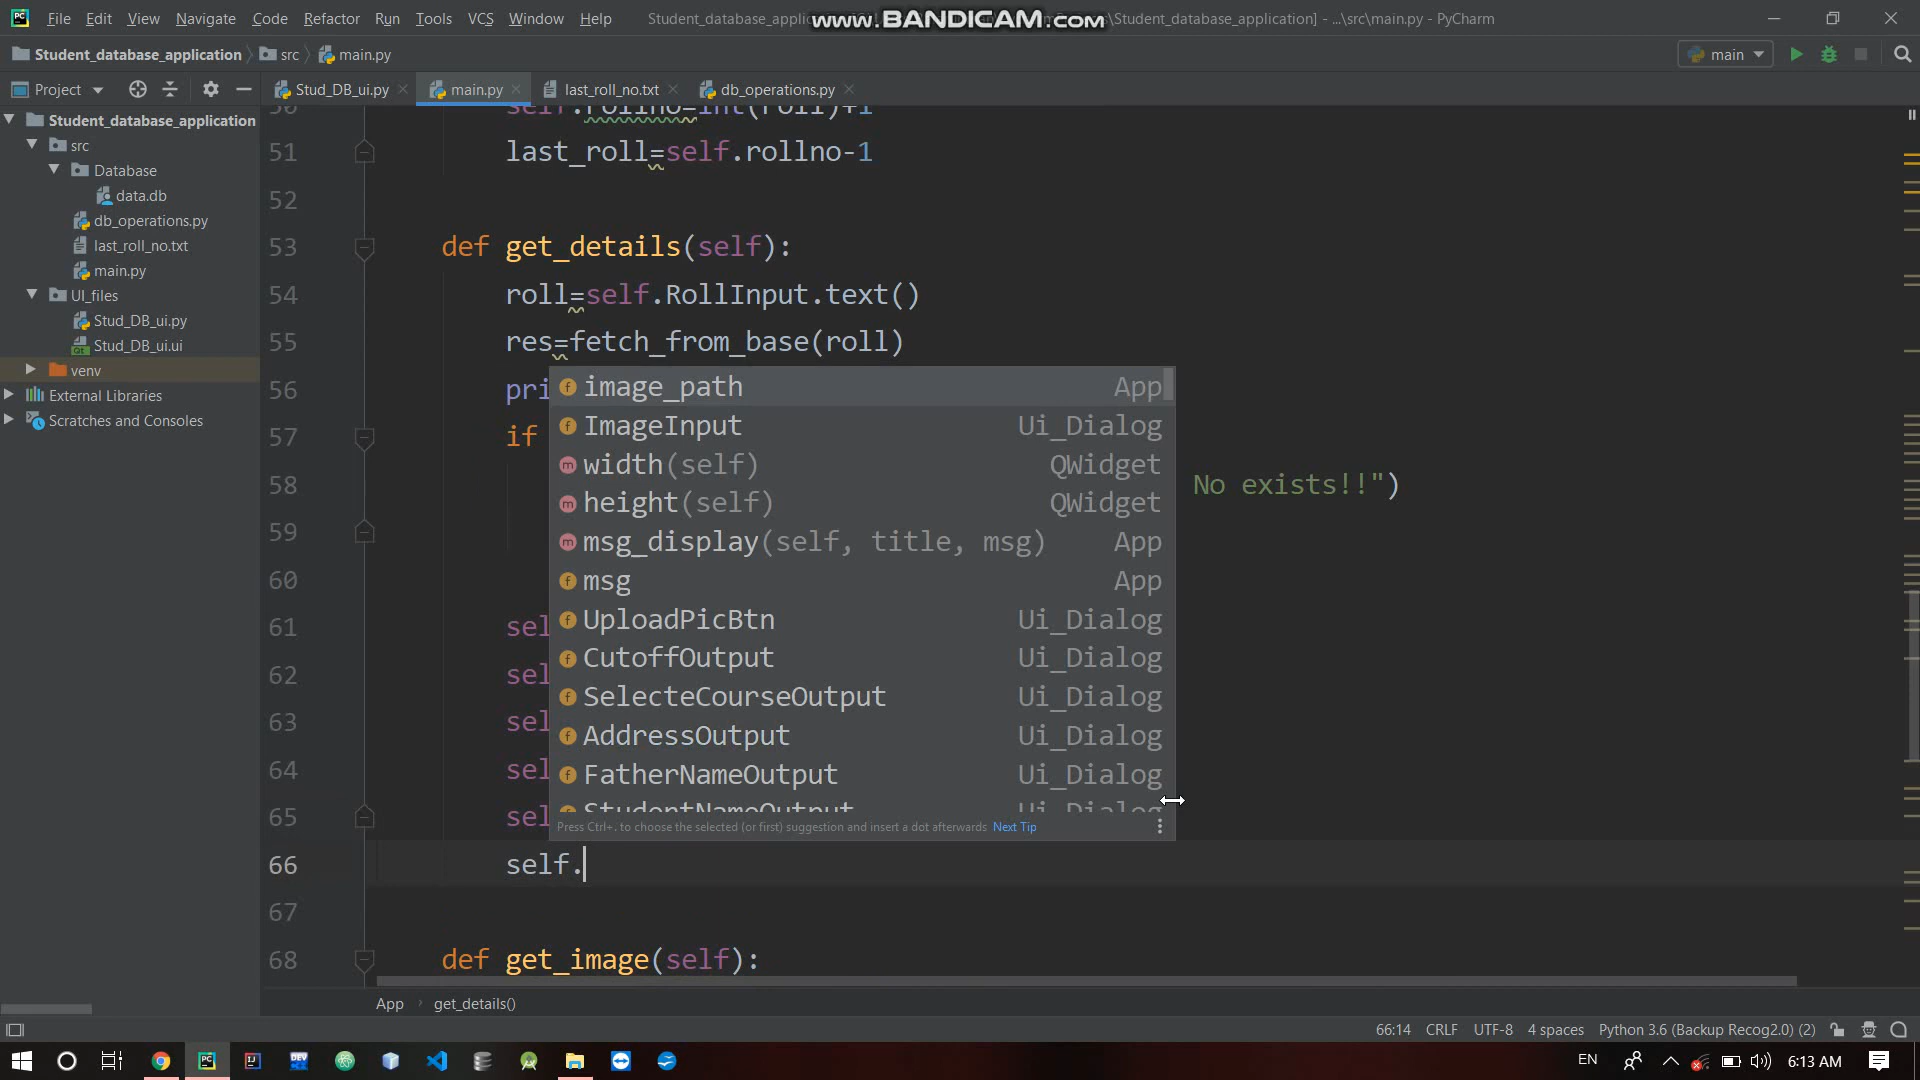 File Edit View Navigate Code Refactor Run Tools VCS Window Help Student_database_application] - ...\src\main.py - PyCharm
www.BANDICAM.com
Student_database_application src main.py main
Project Stud_DB_ui.py main.py last_roll_no.txt db_operations.py
Student_database_application
src
Database
data.db
db_operations.py
last_roll_no.txt
main.py
UI_files
Stud_DB_ui.py
Stud_DB_ui.ui
venv
External Libraries
Scratches and Consoles
50 self.rollno=int(roll)+1
51 last_roll=self.rollno-1
52
53 def get_details(self):
54 roll=self.RollInput.text()
55 res=fetch_from_base(roll)
56 pri
57 if
58 No exists!!")
59
60
61 sel
62 sel
63 sel
64 sel
65 sel
66 self.
67
68 def get_image(self):
image_path App
ImageInput Ui_Dialog
width(self) QWidget
height(self) QWidget
msg_display(self, title, msg) App
msg App
UploadPicBtn Ui_Dialog
CutoffOutput Ui_Dialog
SelecteCourseOutput Ui_Dialog
AddressOutput Ui_Dialog
FatherNameOutput Ui_Dialog
StudentNameOutput Ui_Dialog
Press Ctrl+. to choose the selected (or first) suggestion and insert a dot afterwards Next Tip
App get_details()
66:14 CRLF UTF-8 4 spaces Python 3.6 (Backup Recog2.0) (2)
EN 6:13 AM